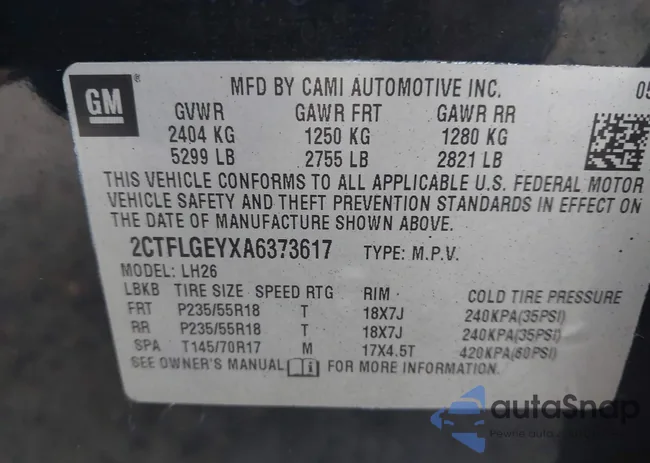 GM
MFD BY CAMI AUTOMOTIVE INC. 05
GVWR GAWR FRT GAWR RR
2404 KG 1250 KG 1280 KG
5299 LB 2755 LB 2821 LB
THIS VEHICLE CONFORMS TO ALL APPLICABLE U.S. FEDERAL MOTOR
VEHICLE SAFETY AND THEFT PREVENTION STANDARDS IN EFFECT ON
THE DATE OF MANUFACTURE SHOWN ABOVE.
2CTFLGEYXA6373617 TYPE: M.P.V.
MODEL: LH26
LBKB TIRE SIZE SPEED RTG RIM COLD TIRE PRESSURE
FRT P235/55R18 T 18X7J 240KPA(35PSI)
RR P235/55R18 T 18X7J 240KPA(35PSI)
SPA T145/70R17 M 17X4.5T 420KPA(60PSI)
SEE OWNER'S MANUAL i FOR MORE INFORMATION.
autaSnap
Pewne auto